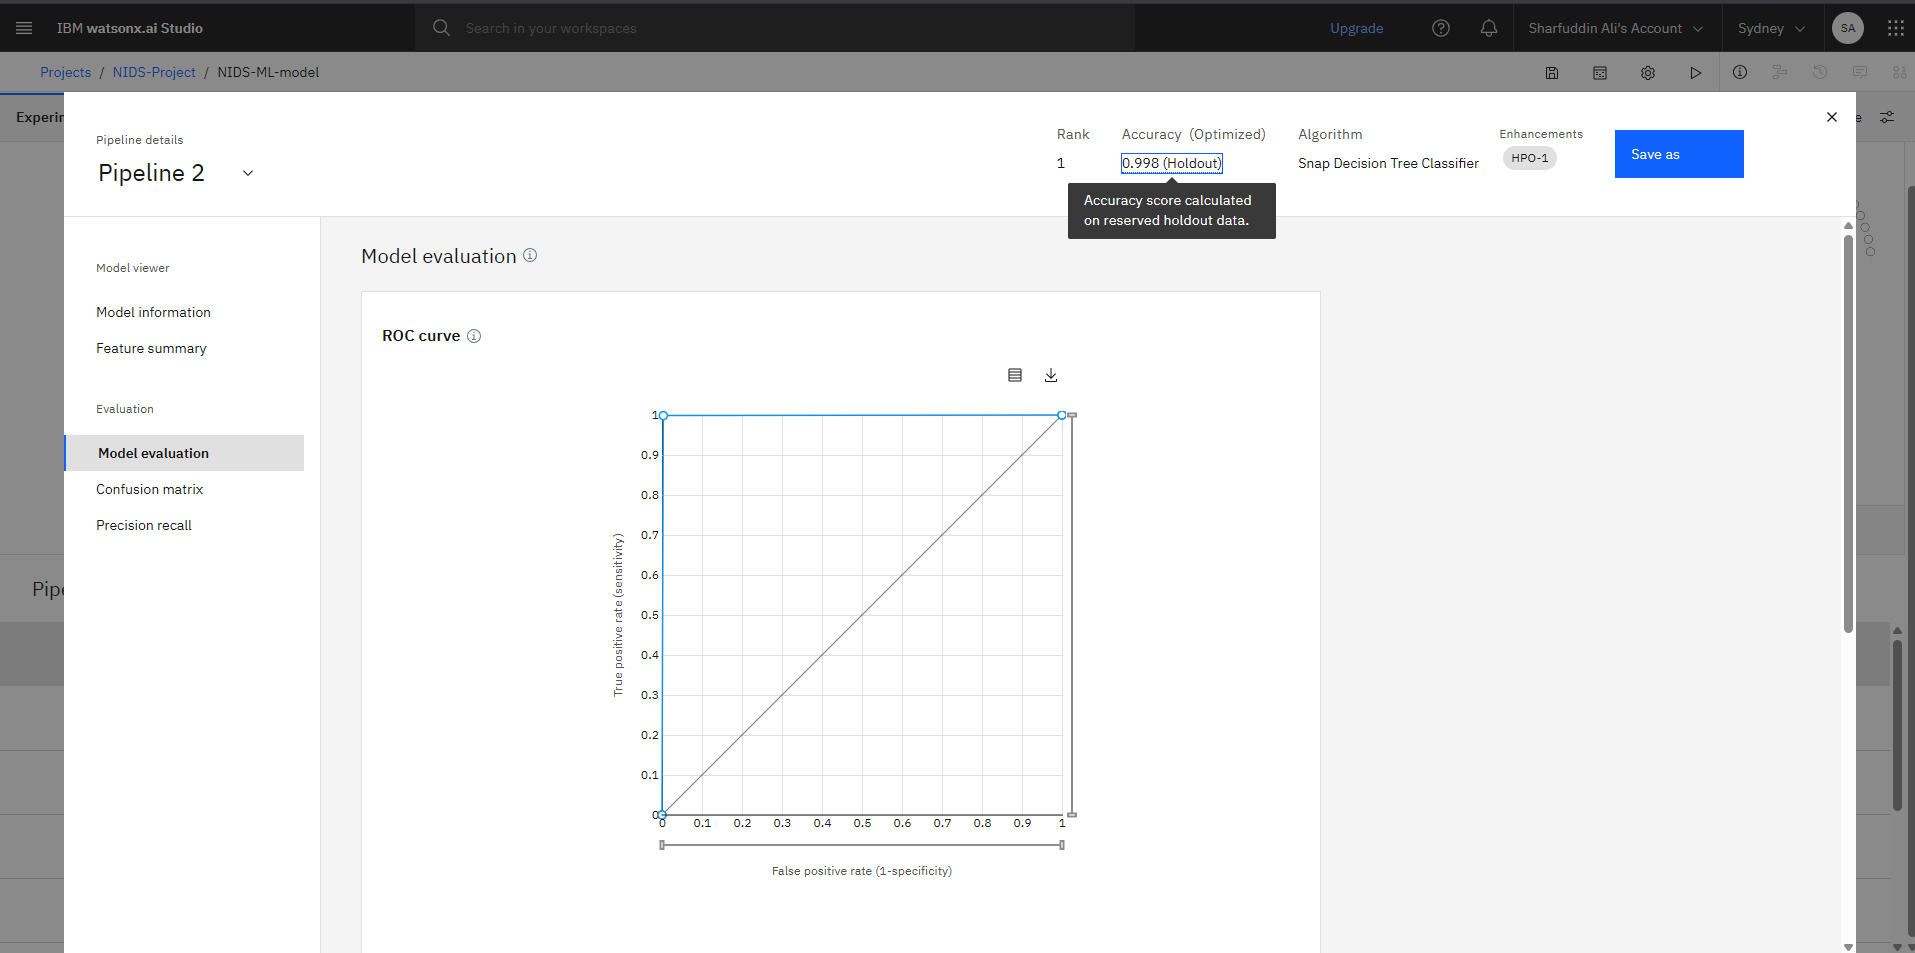 IBM watsonx.ai Studio
Search in your workspaces
Upgrade
Sharfuddin Ali's Account
Sydney
SA
Projects / NIDS-Project / NIDS-ML-model
Experin
e
Pipeline details
Pipeline 2
Rank
1
Accuracy (Optimized)
0.998 (Holdout)
Algorithm
Snap Decision Tree Classifier
Enhancements
HPO-1
Save as
Accuracy score calculated
on reserved holdout data.
Model viewer
Model information
Feature summary
Evaluation
Model evaluation
Confusion matrix
Precision recall
Pipe
Model evaluation
ROC curve
True positive rate (sensitivity)
1
0.9
0.8
0.7
0.6
0.5
0.4
0.3
0.2
0.1
0
0 0.1 0.2 0.3 0.4 0.5 0.6 0.7 0.8 0.9 1
False positive rate (1-specificity)